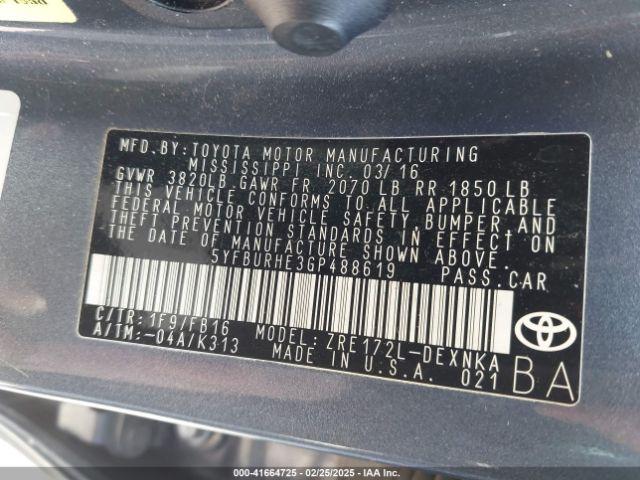 MFD.BY: TOYOTA MOTOR MANUFACTURING
MISSISSIPPI INC. 03/16
GVWR 3820LB GAWR FR 2070 LB RR 1850 LB
THIS VEHICLE CONFORMS TO ALL APPLICABLE
FEDERAL MOTOR VEHICLE SAFETY, BUMPER, AND
THEFT PREVENTION STANDARDS IN EFFECT ON
THE DATE OF MANUFACTURE SHOWN ABOVE.
5YFBURHE3GP488619 PASS.CAR
C/TR: 1F9/FB16 MODEL: ZRE172L-DEXNKA
A/TM: -04A/K313 MADE IN U.S.A. 021
BA
000-41664725 02/25/2025 IAA Inc.